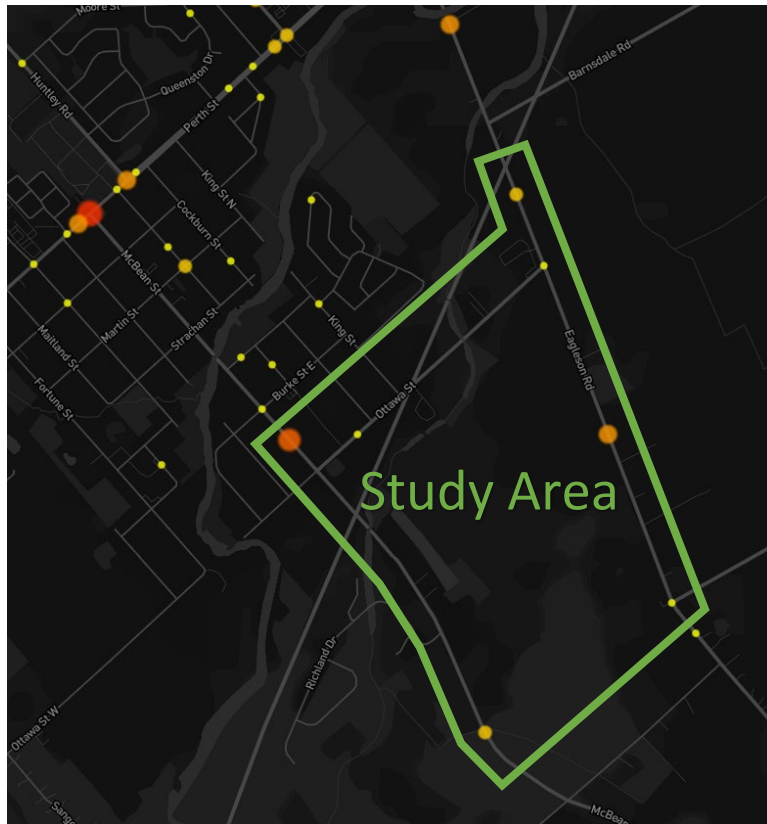 Moore St
Barnsdale Rd
Huntley Rd
Queenston Dr
Perth St
King St N
Cockburn St
McBean St
Martin St
Strachan St
King St
Maitland St
Eagleson Rd
Burke St E
Fortune St
Ottawa St
Study Area
Richland Dr
Ottawa St W
Sang
McBea